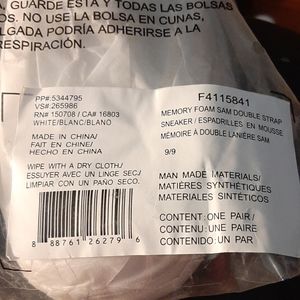 , GUARDE ESTA Y TODAS LAS BOLSAS
OS. NO USE LA BOLSA EN CUNAS,
LGADA PODRÍA ADHERIRSE A LA
RESPIRACIÓN.
PP#:5344795
VS#:265986
RN# 150708 / CA# 16803
WHITE/BLANC/BLANO
MADE IN CHINA/
FAIT EN CHINE/
HECHO EN CHINA
WIPE WITH A DRY CLOTH/
ESSUYER AVEC UN LINGE SEC./
LIMPIAR CON UN PAÑO SECO.
8 88761 26279 6
F4115841
MEMORY FOAM SAM DOUBLE STRAP
SNEAKER / ESPADRILLES EN MOUSSE
MÉMOIRE À DOUBLE LANIÈRE SAM
9/9
MAN MADE MATERIALS/
MATIÈRES SYNTHÉTIQUES/
MATERIALES SINTÉTICOS
CONTENT:ONE PAIR/
CONTENU:UNE PAIRE
CONTENIDO:UN PAR